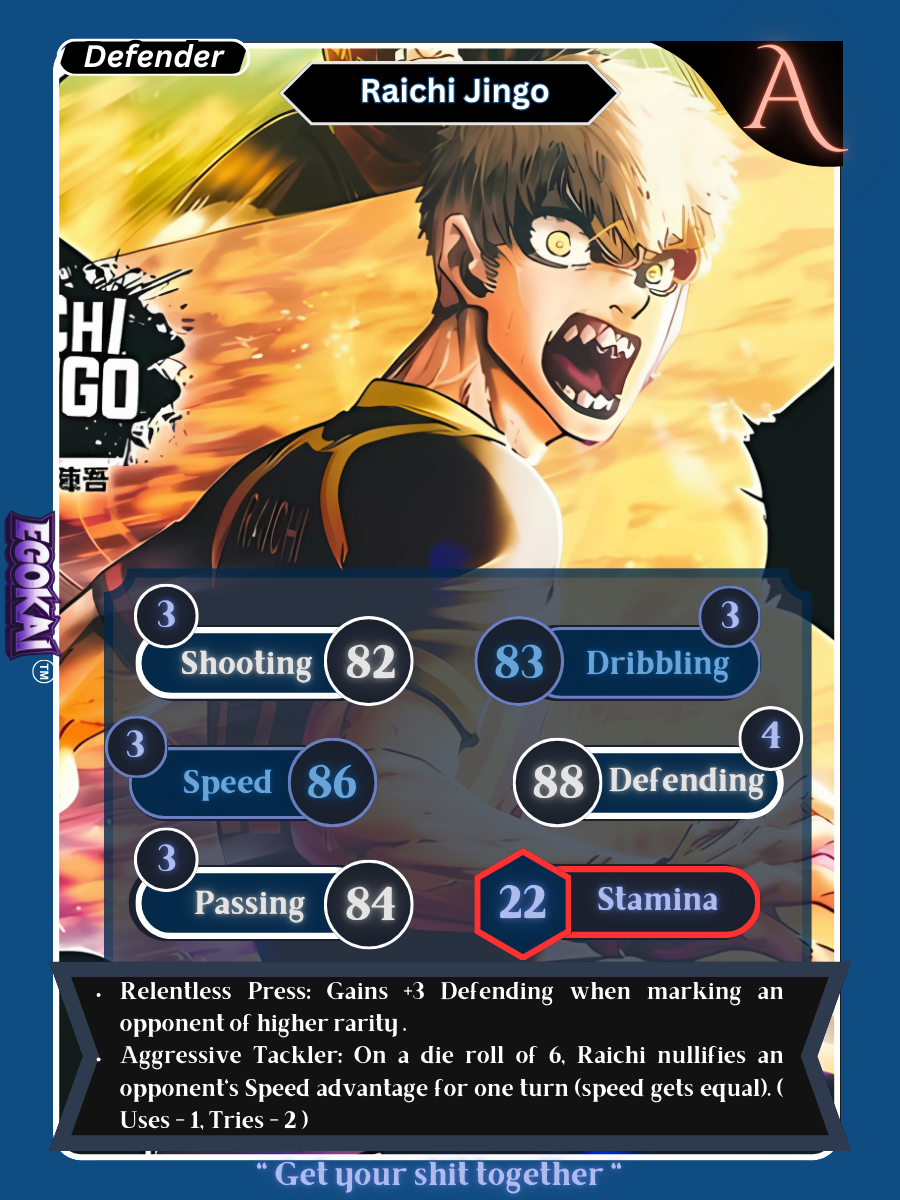 Defender
Raichi Jingo
A
CHI
GO
陳吾
EGOKAI
TM
RAICHI
3
Shooting 82
3
83 Dribbling
3
Speed 86
4
88 Defending
3
Passing 84
22 Stamina
• Relentless Press: Gains +3 Defending when marking an
opponent of higher rarity .
• Aggressive Tackler: On a die roll of 6, Raichi nullifies an
opponent's Speed advantage for one turn (speed gets equal). (
Uses - 1, Tries - 2 )
“ Get your shit together “